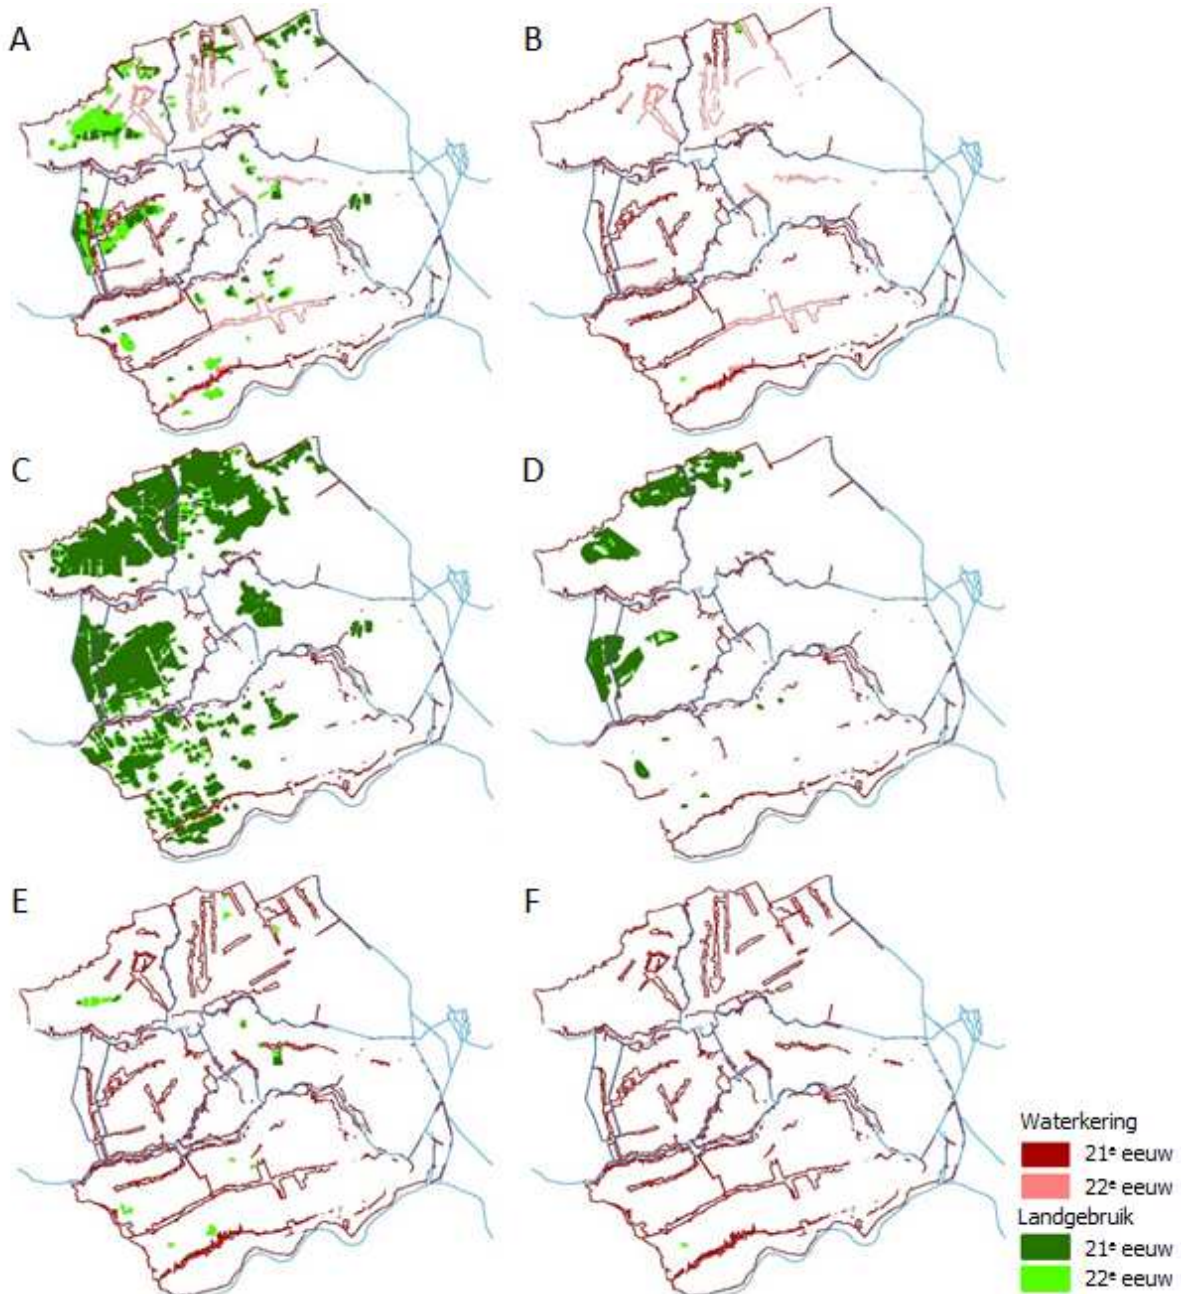 A
B
C
D
E
F
Waterkering
21ᵉ eeuw
22ᵉ eeuw
Landgebruik
21ᵉ eeuw
22ᵉ eeuw